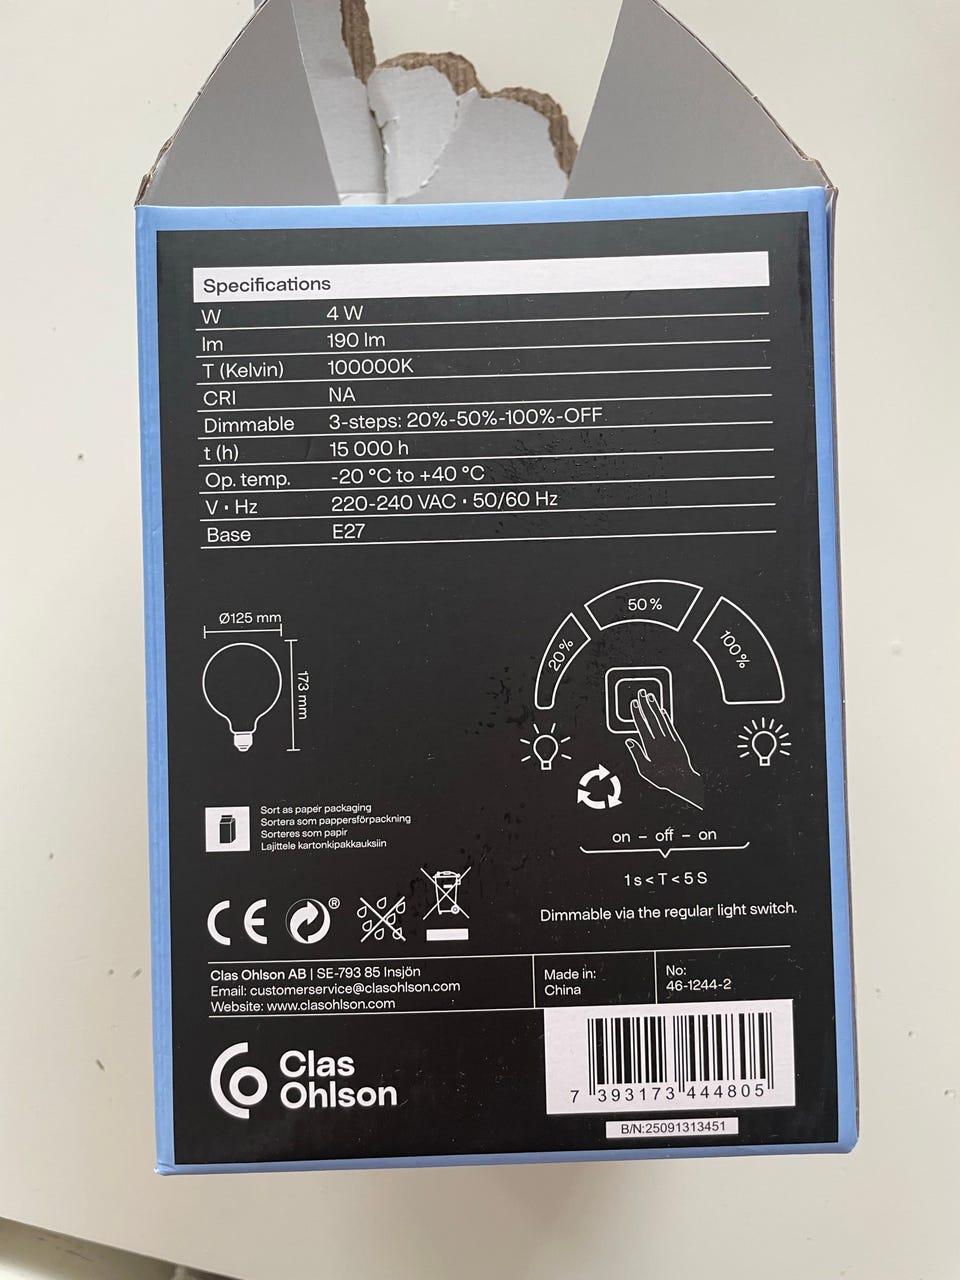 Specifications
W 4 W
lm 190 lm
T (Kelvin) 100000K
CRI NA
Dimmable 3-steps: 20%-50%-100%-OFF
t (h) 15 000 h
Op. temp. -20 °C to +40 °C
V • Hz 220-240 VAC • 50/60 Hz
Base E27
Ø125 mm
173 mm
20%
50%
100%
on – off – on
1 s < T < 5 S
Dimmable via the regular light switch.
Sort as paper packaging
Sortera som pappersförpackning
Sorteres som papir
Lajittele kartonkipakkauksiin
CE
®
Clas Ohlson AB | SE-793 85 Insjön
Email: customerservice@clasohlson.com
Website: www.clasohlson.com
Made in:
China
No:
46-1244-2
Clas
Ohlson
7 393173 444805
B/N:25091313451